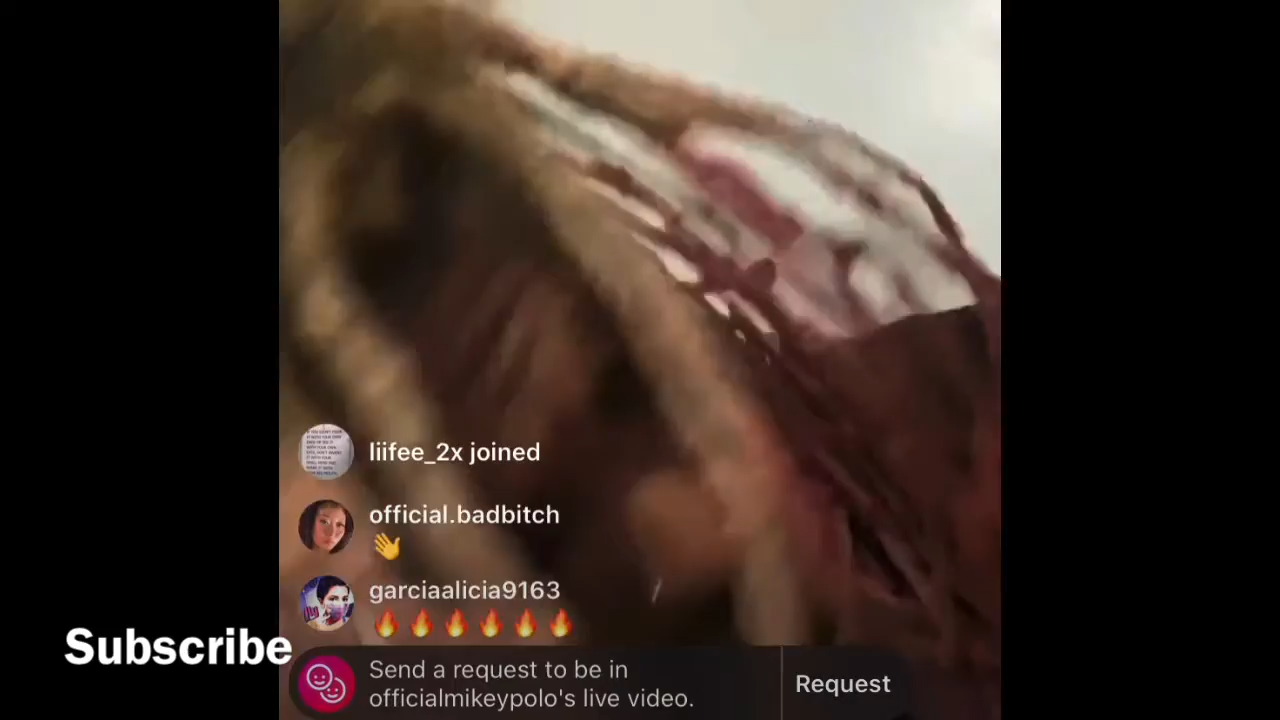 liifee_2x joined
official.badbitch
👋
garciaalicia9163
🔥🔥🔥🔥🔥🔥
Subscribe
Send a request to be in
officialmikeypolo's live video.
Request